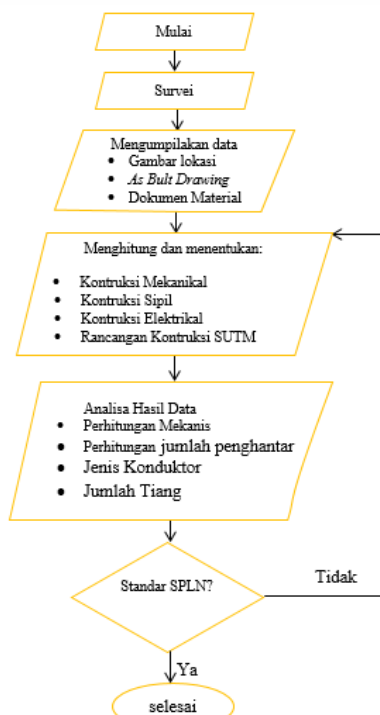 Mulai
Survei
Mengumpilakan data
• Gambar lokasi
• As Bult Drawing
• Dokumen Material
Menghitung dan menentukan:
• Kontruksi Mekanikal
• Kontruksi Sipil
• Kontruksi Elektrikal
• Rancangan Kontruksi SUTM
Analisa Hasil Data
• Perhitungan Mekanis
• Perhitungan jumlah penghantar
• Jenis Konduktor
• Jumlah Tiang
Standar SPLN?
Tidak
Ya
selesai